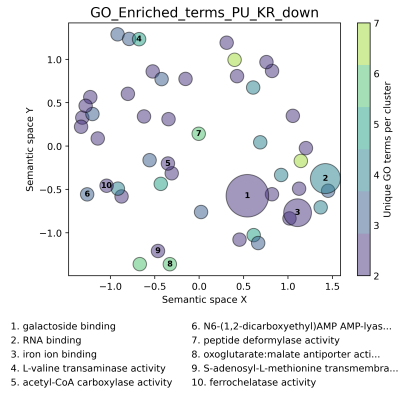 GO_Enriched_terms_PU_KR_down
Semantic space Y
1.0
0.5
0.0
−0.5
−1.0
−1.0
−0.5
0.0
0.5
1.0
1.5
Semantic space X
4
7
5
10
6
1
2
3
9
8
7
6
5
4
3
2
Unique GO terms per cluster
1. galactoside binding
2. RNA binding
3. iron ion binding
4. L-valine transaminase activity
5. acetyl-CoA carboxylase activity
6. N6-(1,2-dicarboxyethyl)AMP AMP-lyas...
7. peptide deformylase activity
8. oxoglutarate:malate antiporter acti...
9. S-adenosyl-L-methionine transmembra...
10. ferrochelatase activity